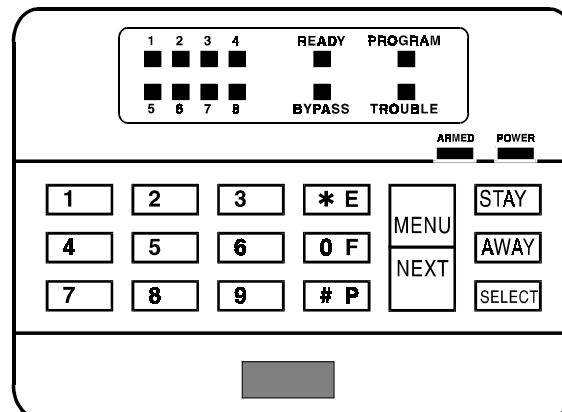 1 2 3 4 READY PROGRAM
5 6 7 8 BYPASS TROUBLE
ARMED POWER
1 2 3 * E MENU STAY
4 5 6 0 F NEXT AWAY
7 8 9 # P SELECT